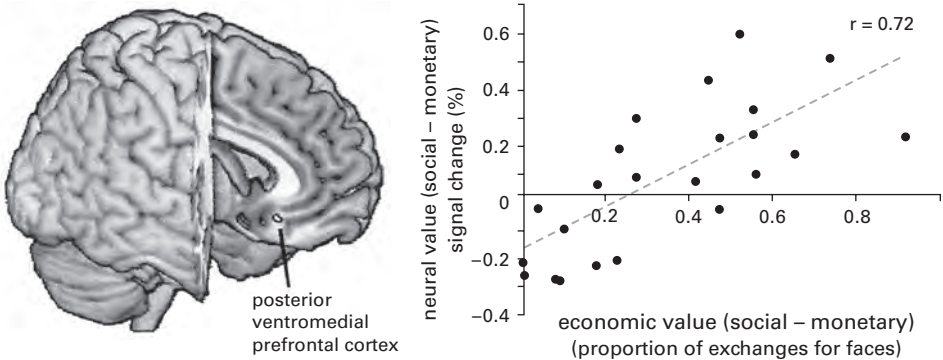 posterior
ventromedial
prefrontal cortex
neural value (social – monetary)
signal change (%)
0.6
0.4
0.2
0
−0.2
−0.4
r = 0.72
0.2
0.4
0.6
0.8
economic value (social – monetary)
(proportion of exchanges for faces)